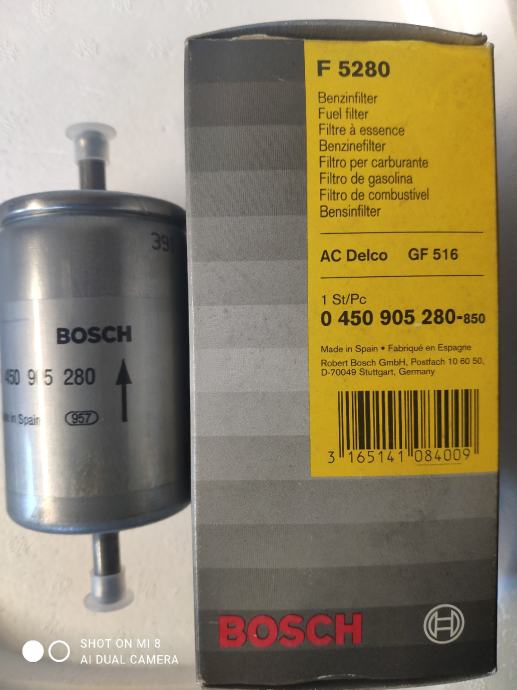 F 5280
Benzinfilter
Fuel filter
Filtre à essence
Benzinefilter
Filtro per carburante
Filtro de gasolina
Filtro de combustível
Bensinfilter
AC Delco GF 516
1 St/Pc
0 450 905 280-850
Made in Spain • Fabriqué en Espagne
Robert Bosch GmbH, Postfach 10 60 50,
D-70049 Stuttgart, Germany
3 165141 084009
BOSCH
391
BOSCH
450 905 280
in Spain 957
SHOT ON MI 8
AI DUAL CAMERA